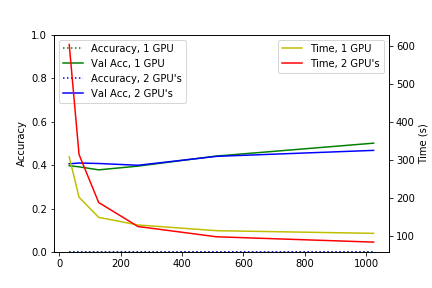 Accuracy, 1 GPU
Val Acc, 1 GPU
Accuracy, 2 GPU's
Val Acc, 2 GPU's
Time, 1 GPU
Time, 2 GPU's
Accuracy
1.0
0.8
0.6
0.4
0.2
0.0
Time (s)
600
500
400
300
200
100
0 200 400 600 800 1000